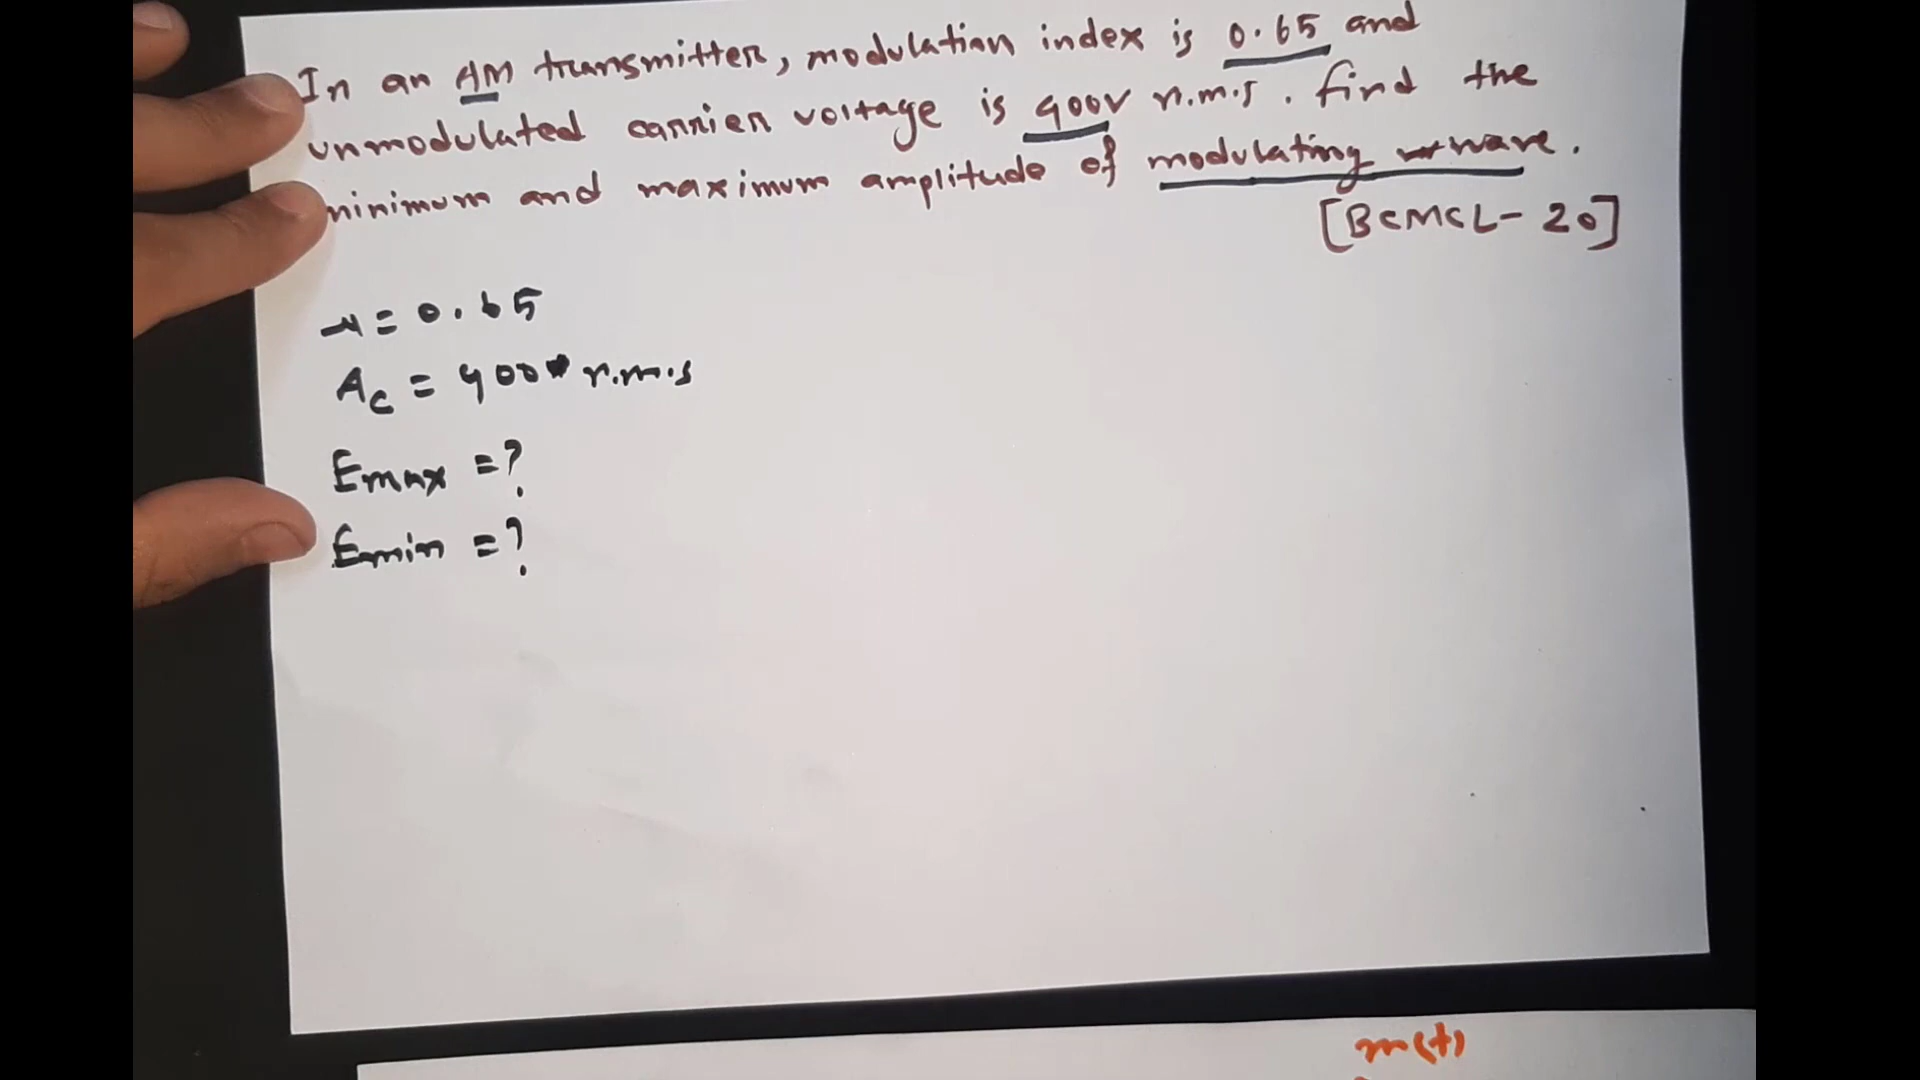 In an AM transmitter, modulation index is 0.65 and
unmodulated carrier voltage is 400V r.m.s. find the
minimum and maximum amplitude of modulating wave.
[BCMCL-20]
μ = 0.65
Ac = 400 r.m.s
Emax = ?
Emin = ?
m(t)